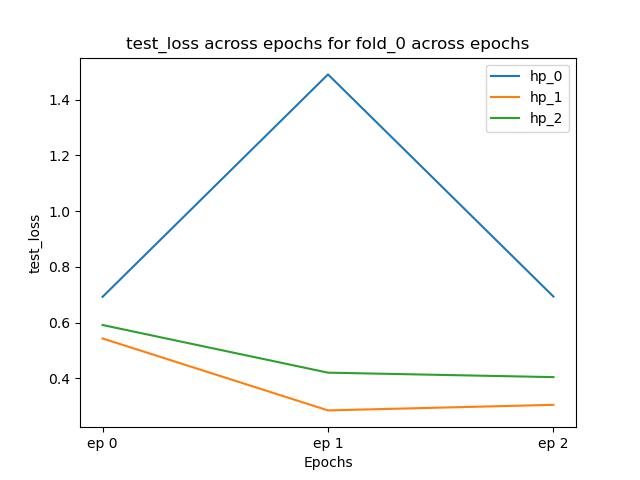 test_loss across epochs for fold_0 across epochs
hp_0
hp_1
hp_2
test_loss
1.4
1.2
1.0
0.8
0.6
0.4
ep 0
ep 1
ep 2
Epochs